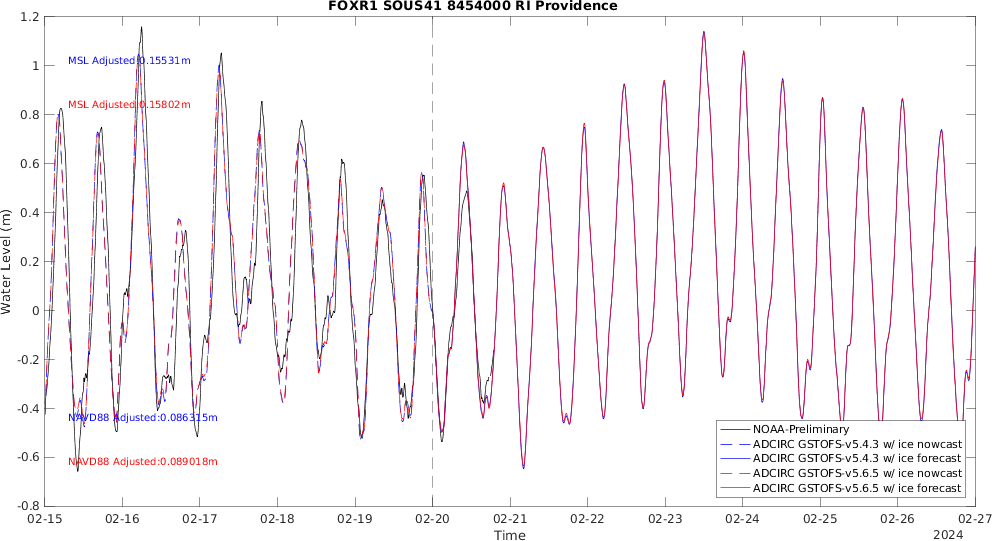 FOXR1 SOUS41 8454000 RI Providence
1.2
1
0.8
0.6
0.4
0.2
0
-0.2
-0.4
-0.6
-0.8
Water Level (m)
MSL Adjusted:0.15531m
MSL Adjusted:0.15802m
NAVD88 Adjusted:0.086315m
NAVD88 Adjusted:0.089018m
NOAA-Preliminary
ADCIRC GSTOFS-v5.4.3 w/ ice nowcast
ADCIRC GSTOFS-v5.4.3 w/ ice forecast
ADCIRC GSTOFS-v5.6.5 w/ ice nowcast
ADCIRC GSTOFS-v5.6.5 w/ ice forecast
02-15 02-16 02-17 02-18 02-19 02-20 02-21 02-22 02-23 02-24 02-25 02-26 02-27
Time
2024